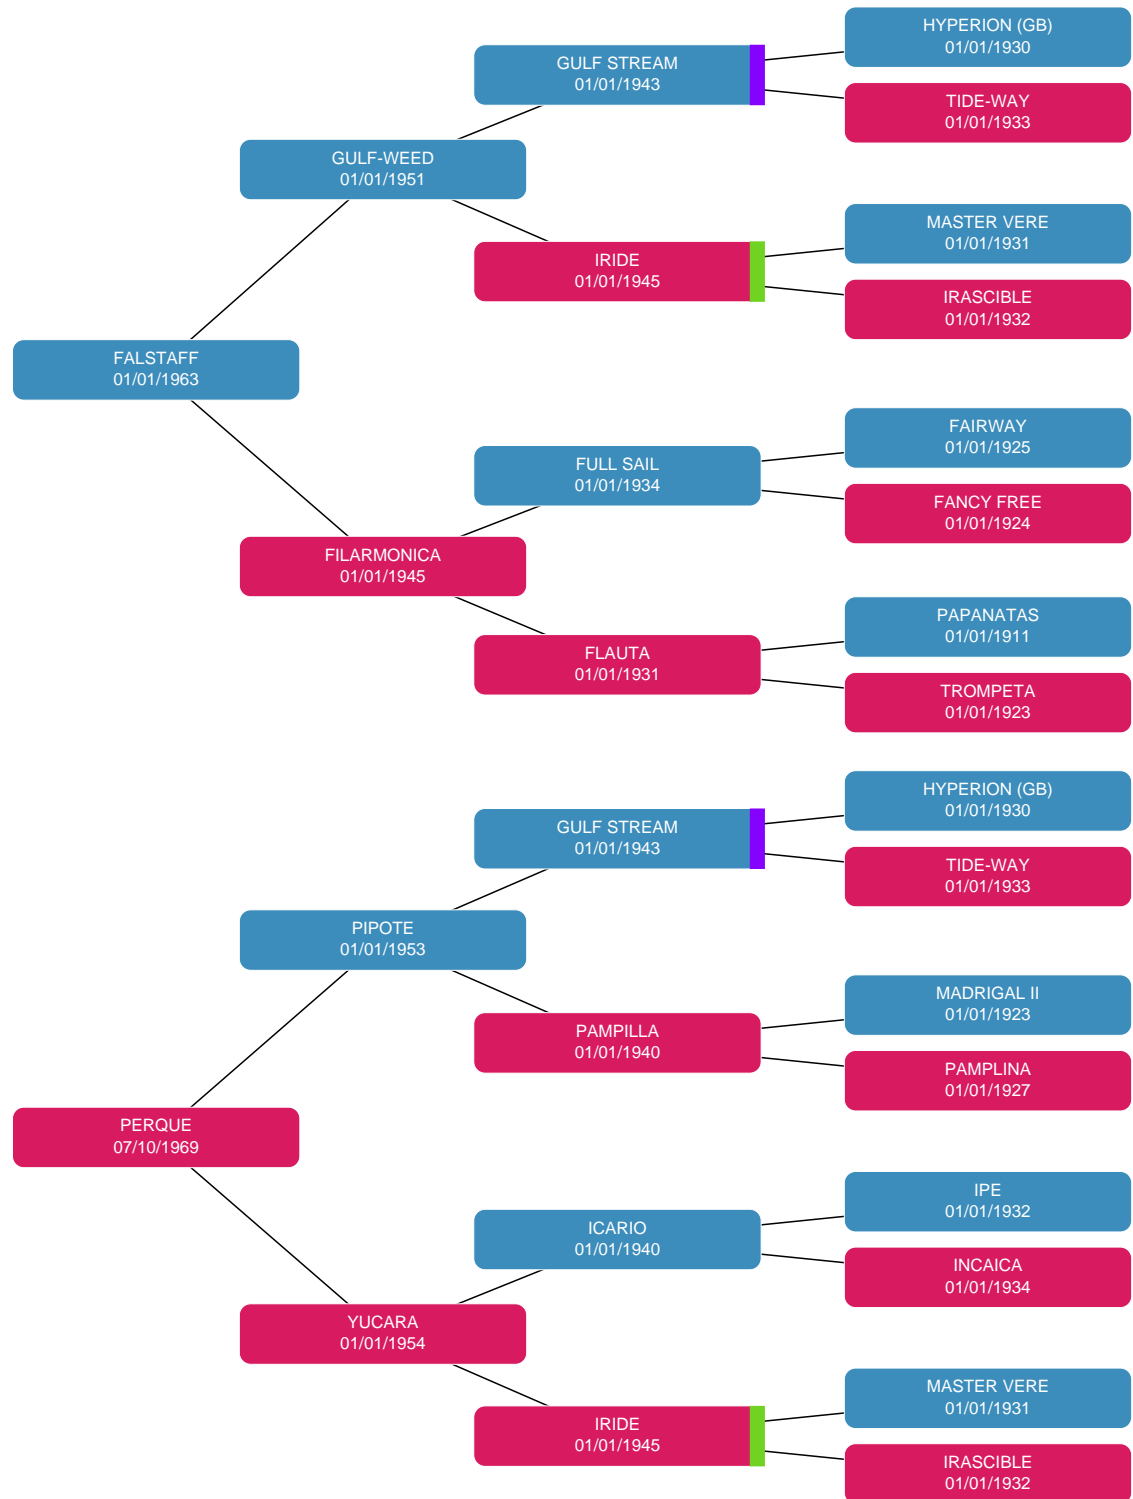 HYPERION (GB)
01/01/1930
GULF STREAM
01/01/1943
TIDE-WAY
01/01/1933
GULF-WEED
01/01/1951
MASTER VERE
01/01/1931
IRIDE
01/01/1945
IRASCIBLE
01/01/1932
FALSTAFF
01/01/1963
FAIRWAY
01/01/1925
FULL SAIL
01/01/1934
FANCY FREE
01/01/1924
FILARMONICA
01/01/1945
PAPANATAS
01/01/1911
FLAUTA
01/01/1931
TROMPETA
01/01/1923
HYPERION (GB)
01/01/1930
GULF STREAM
01/01/1943
TIDE-WAY
01/01/1933
PIPOTE
01/01/1953
MADRIGAL II
01/01/1923
PAMPILLA
01/01/1940
PAMPLINA
01/01/1927
PERQUE
07/10/1969
IPE
01/01/1932
ICARIO
01/01/1940
INCAICA
01/01/1934
YUCARA
01/01/1954
MASTER VERE
01/01/1931
IRIDE
01/01/1945
IRASCIBLE
01/01/1932